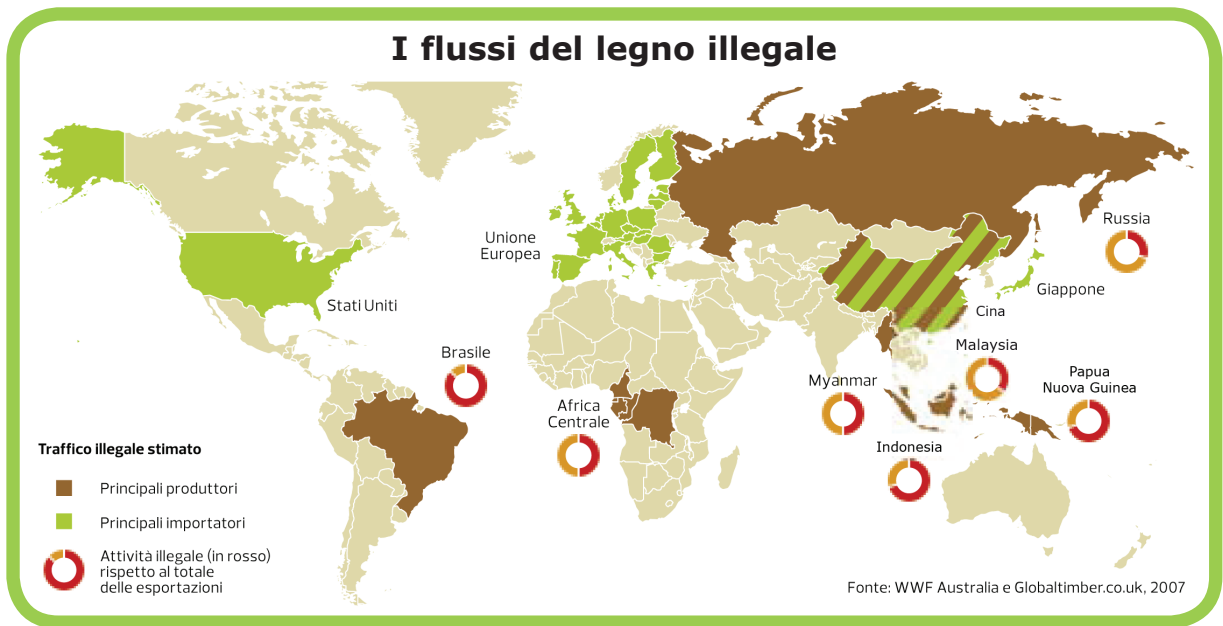 I flussi del legno illegale
Russia
Unione
Europea
Giappone
Stati Uniti
Cina
Malaysia
Brasile
Papua
Nuova Guinea
Myanmar
Africa
Centrale
Indonesia
Traffico illegale stimato
Principali produttori
Principali importatori
Attività illegale (in rosso)
rispetto al totale
delle esportazioni
Fonte: WWF Australia e Globaltimber.co.uk, 2007